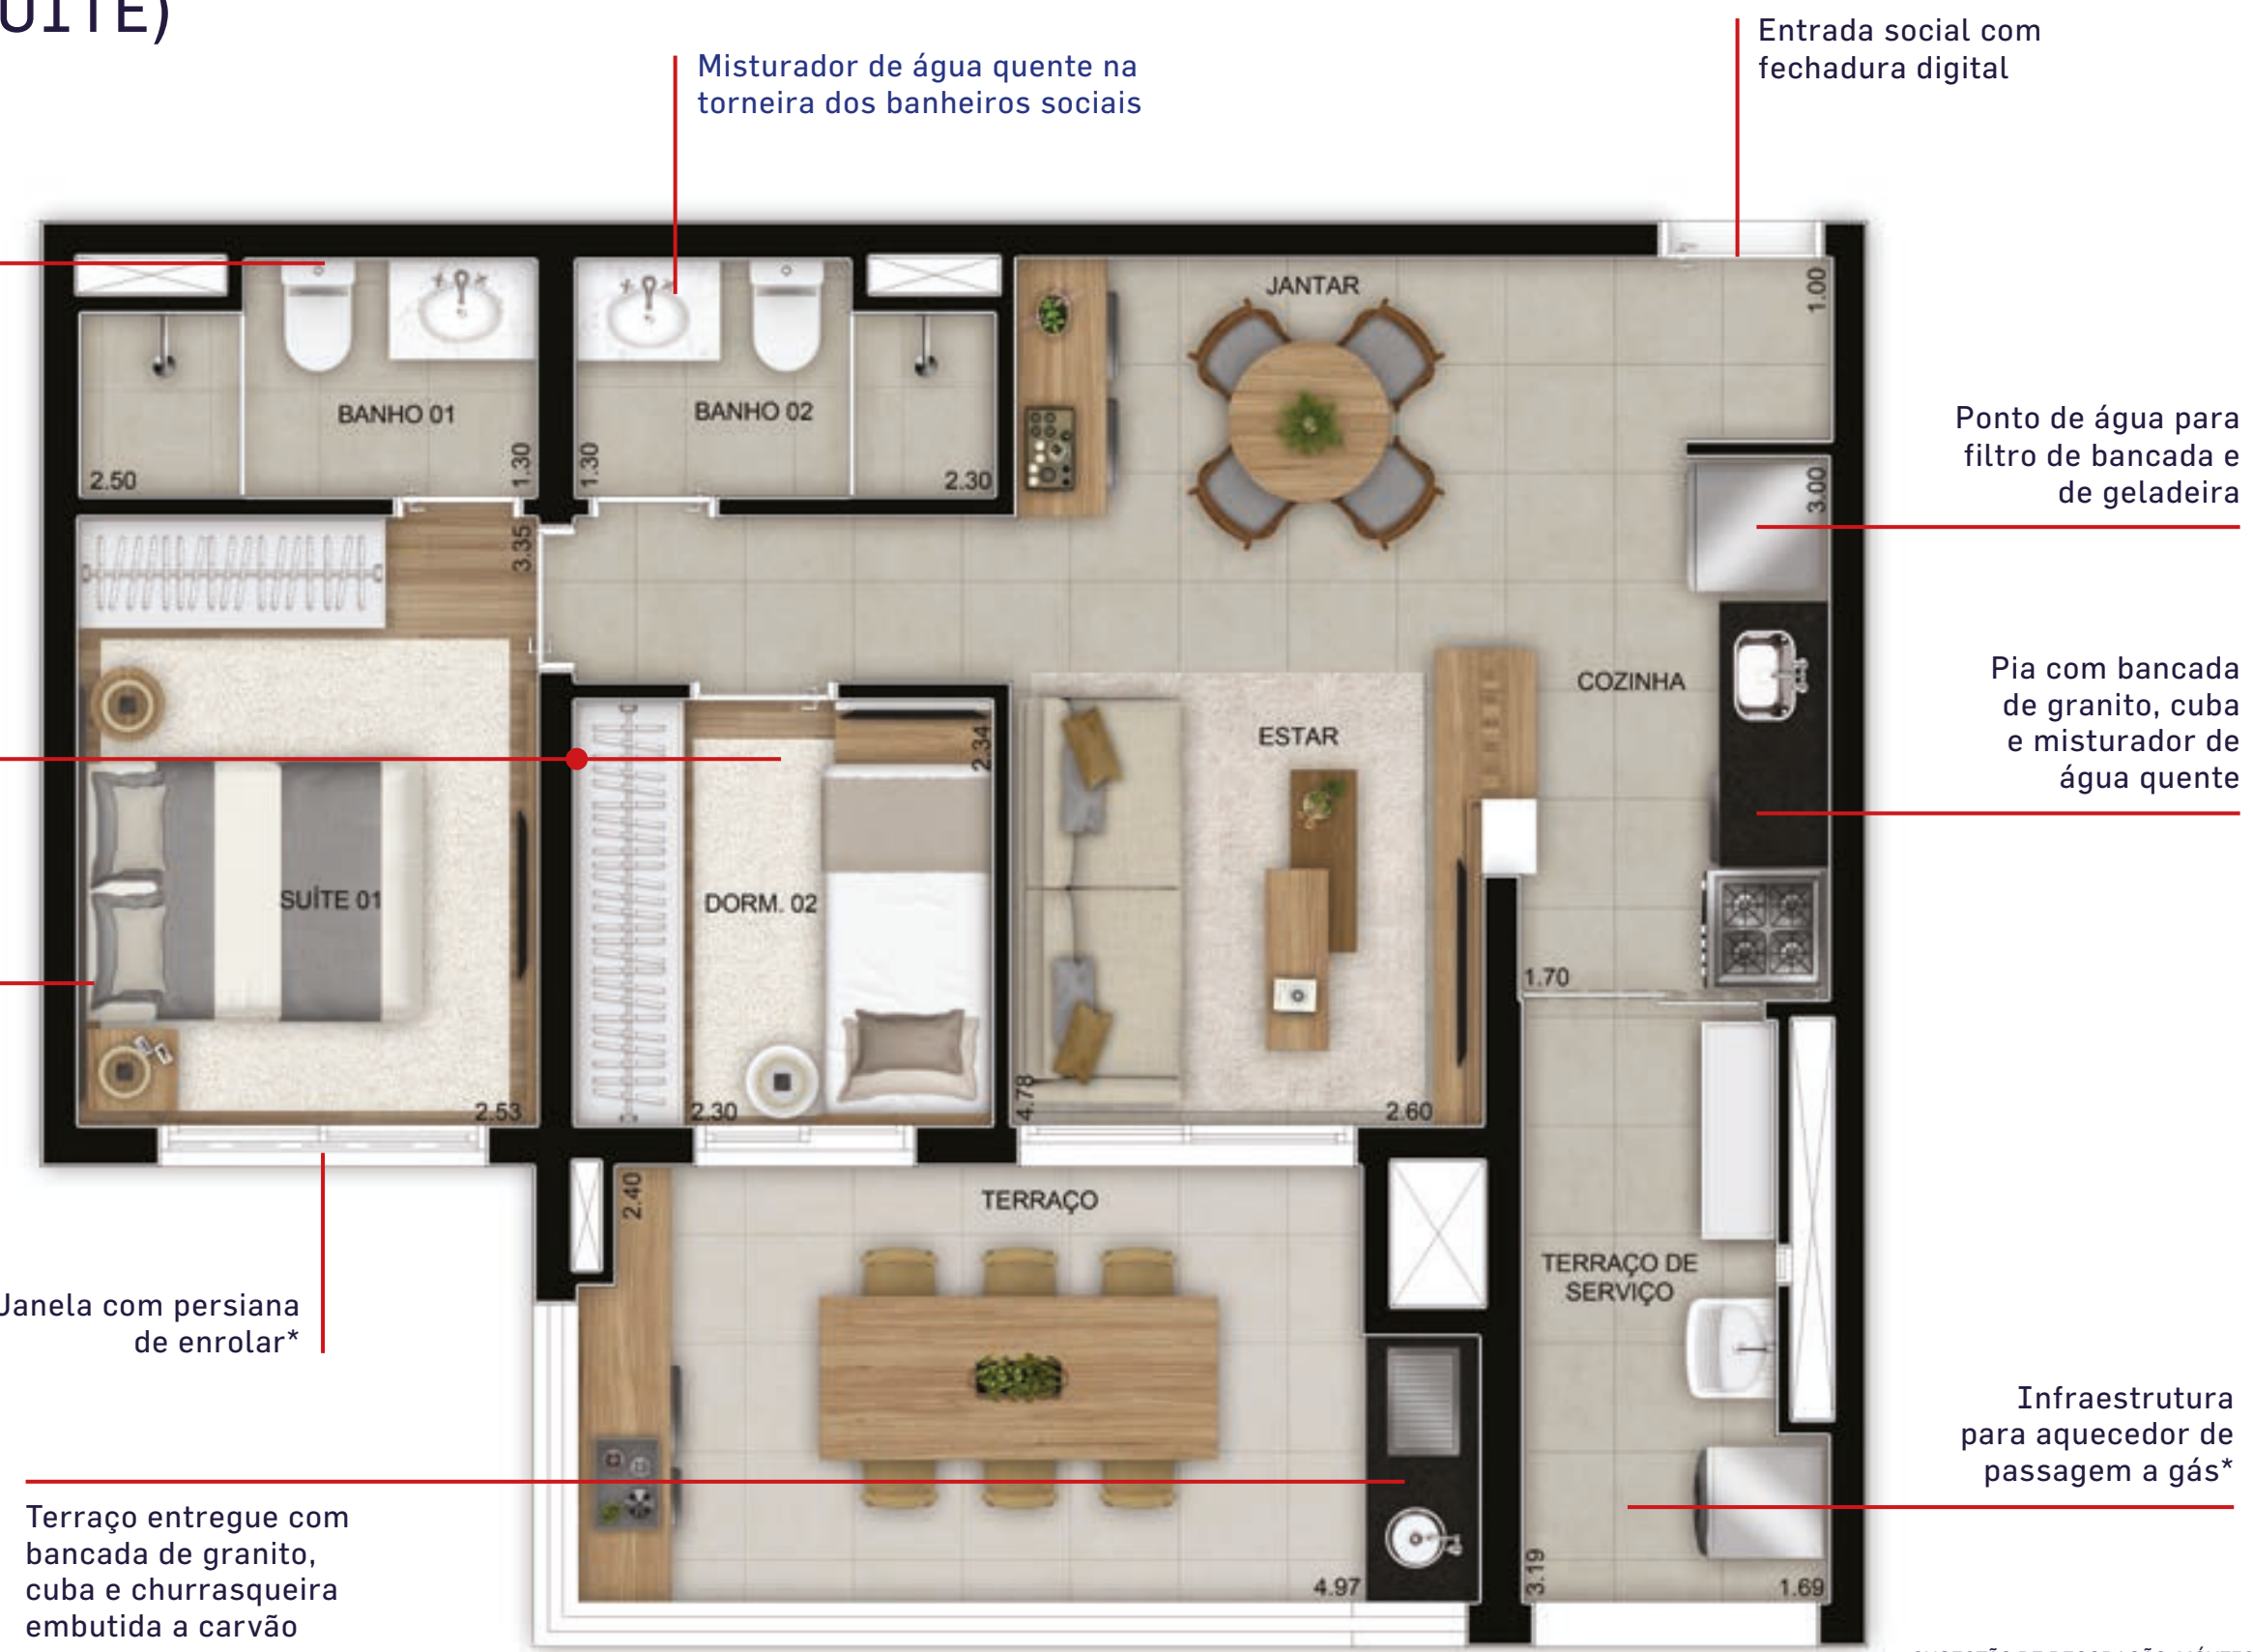 UITE)
Misturador de água quente na
torneira dos banheiros sociais
Entrada social com
fechadura digital
JANTAR
1.00
BANHO 01
2.50
1.30
BANHO 02
1.30
2.30
Ponto de água para
filtro de bancada e
de geladeira
3.00
3.35
COZINHA
Pia com bancada
de granito, cuba
e misturador de
água quente
ESTAR
2.34
SUÍTE 01
DORM. 02
1.70
2.53
2.30
4.78
2.60
2.40
TERRAÇO
TERRAÇO DE
SERVIÇO
Janela com persiana
de enrolar*
Infraestrutura
para aquecedor de
passagem a gás*
Terraço entregue com
bancada de granito,
cuba e churrasqueira
embutida a carvão
4.97
3.19
1.69